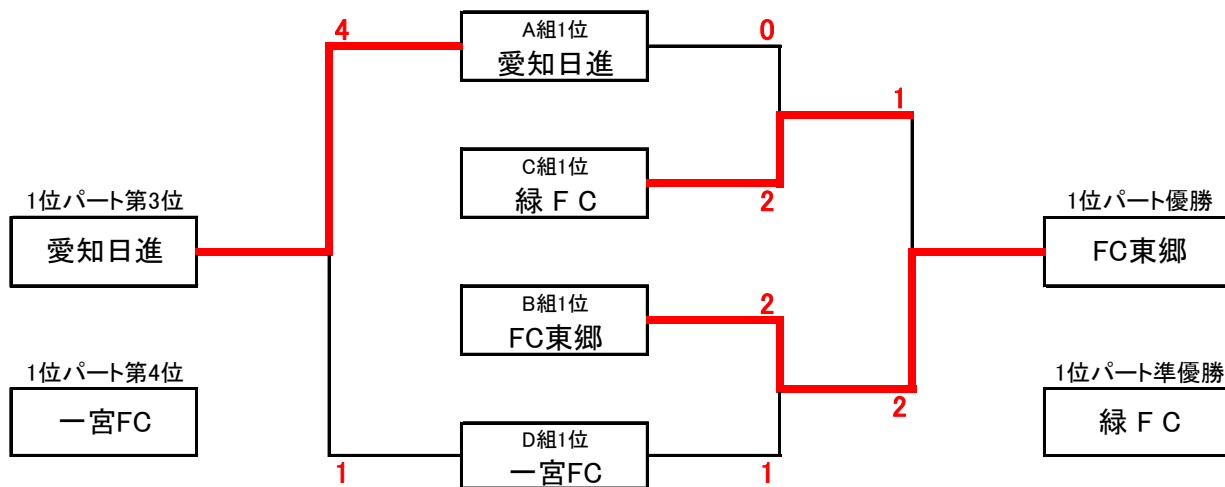 4
A組1位
愛知日進
0
1
C組1位
緑 F C
2
1位パート第3位
愛知日進
1位パート優勝
FC東郷
B組1位
FC東郷
2
1位パート第4位
一宮FC
2
1位パート準優勝
緑 F C
D組1位
一宮FC
1
1